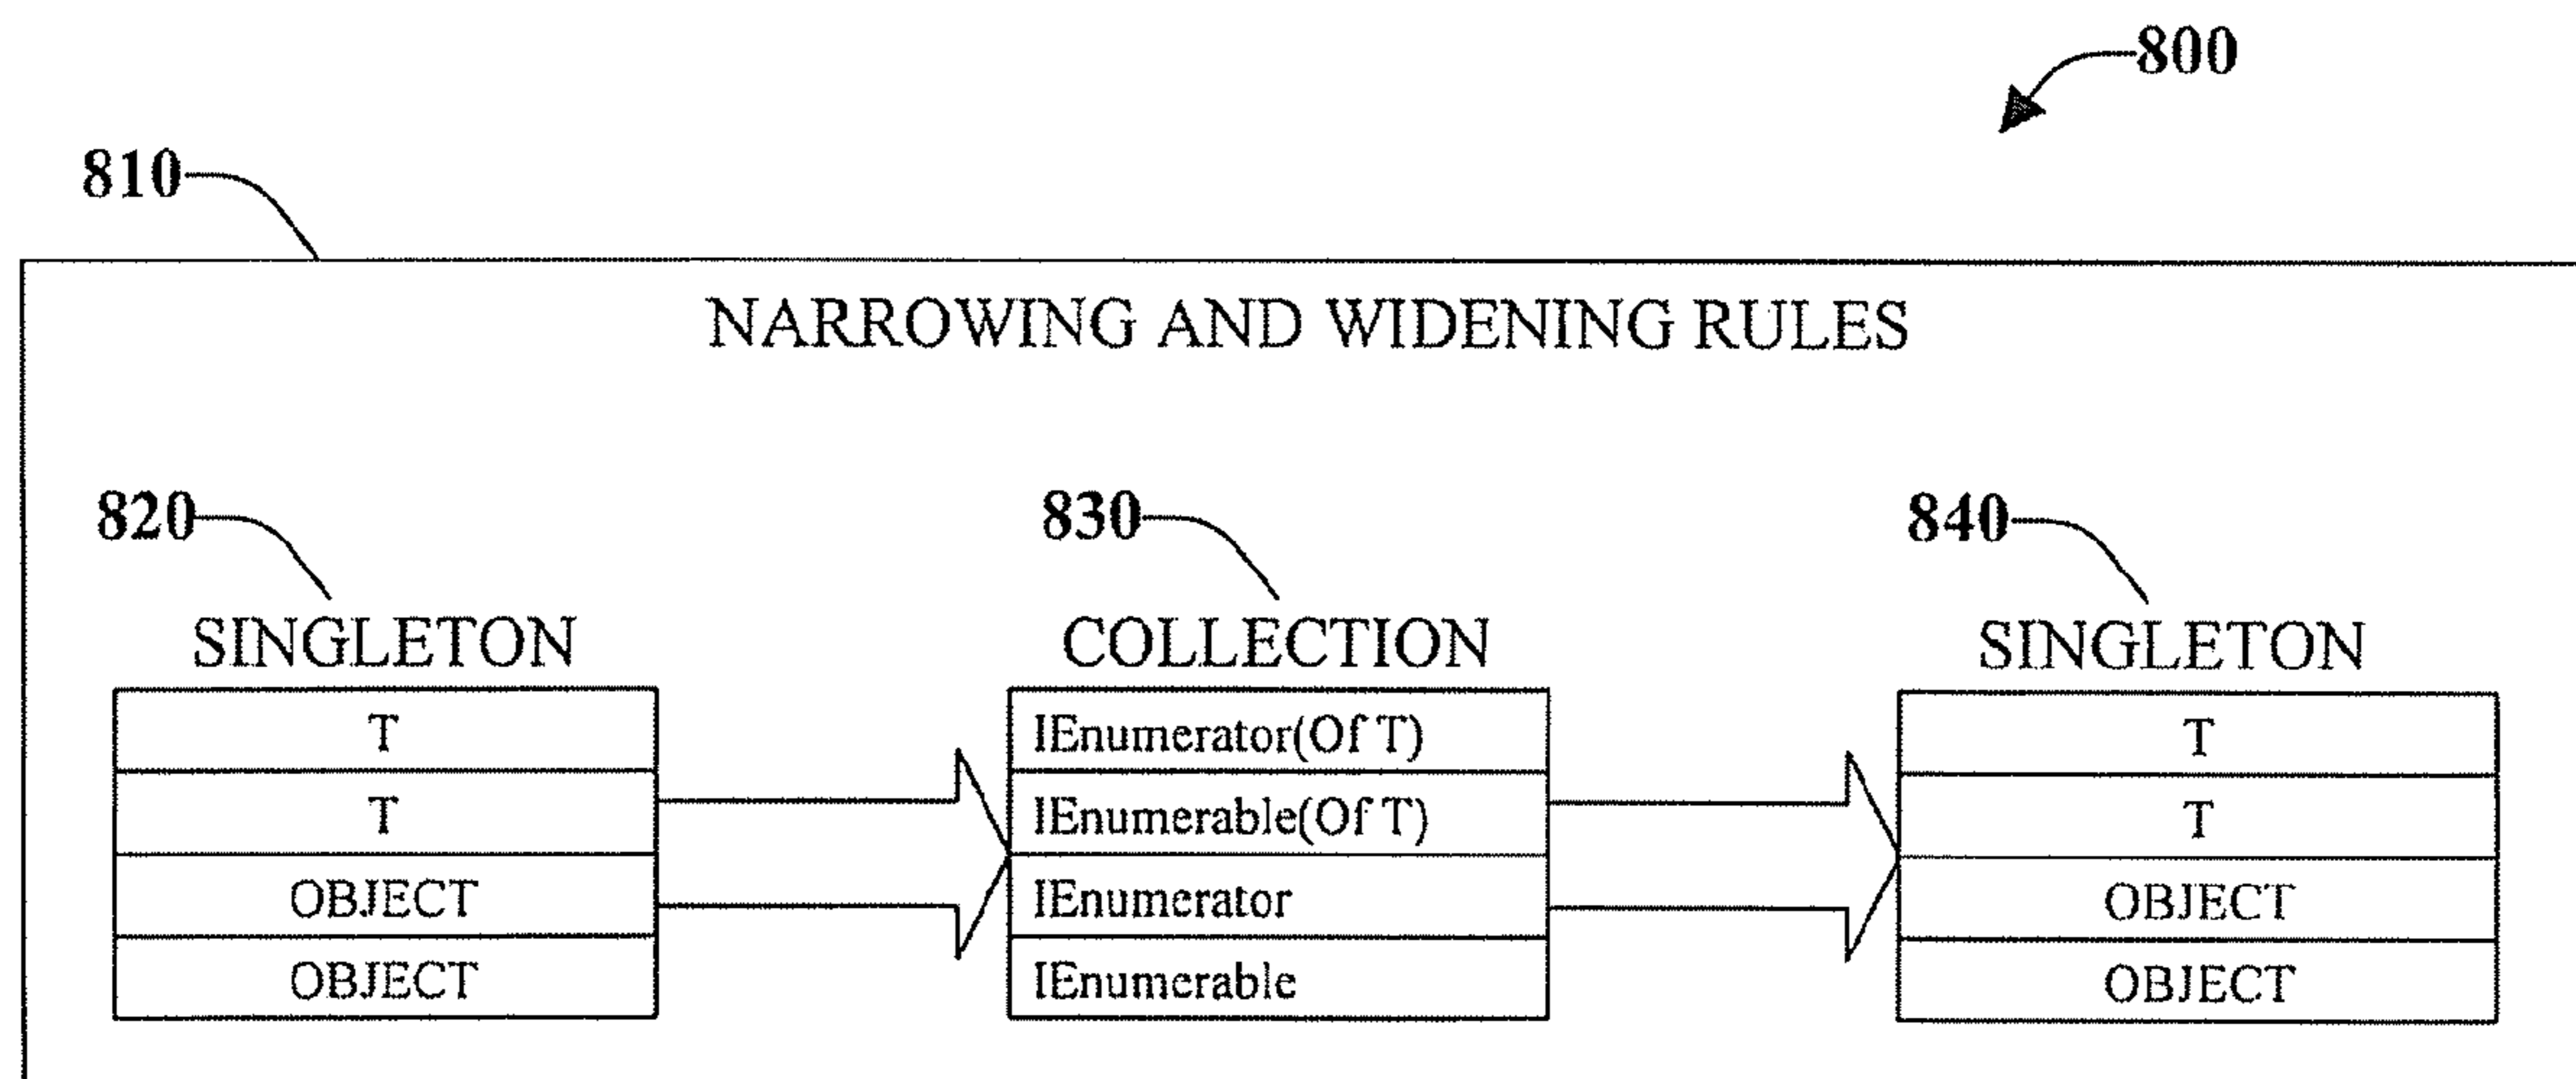 800
810
NARROWING AND WIDENING RULES
820
830
840
SINGLETON
COLLECTION
SINGLETON
T
IEnumerator(Of T)
T
T
IEnumerable(Of T)
T
OBJECT
IEnumerator
OBJECT
OBJECT
IEnumerable
OBJECT